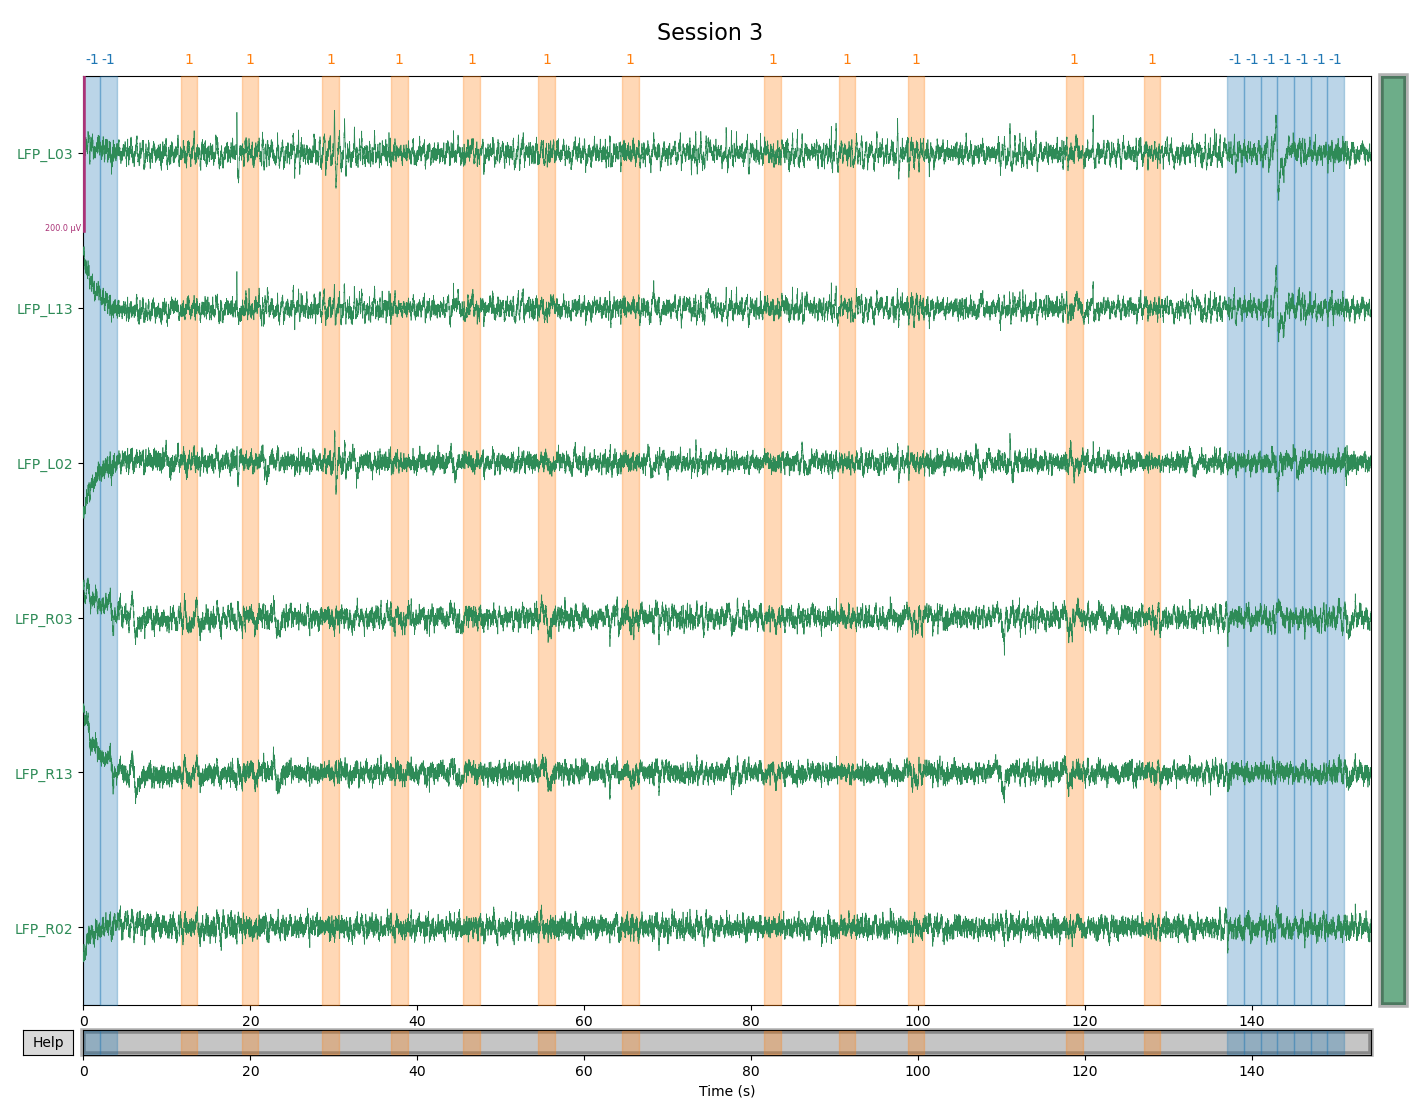 Session 3
-1 -1 1 1 1 1 1 1 1 1 1 1 1 1 -1 -1 -1 -1 -1 -1 -1
LFP_L03
200.0 µV
LFP_L13
LFP_L02
LFP_R03
LFP_R13
LFP_R02
0 20 40 60 80 100 120 140
Help
0 20 40 60 80 100 120 140
Time (s)